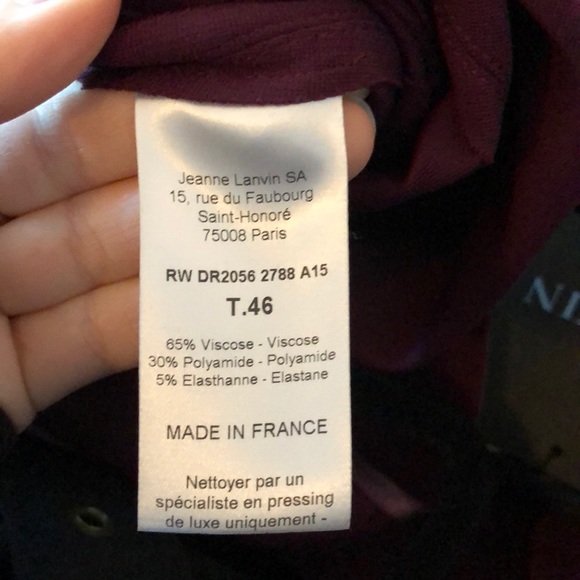 Jeanne Lanvin SA
15, rue du Faubourg
Saint-Honoré
75008 Paris
RW DR2056 2788 A15
T.46
65% Viscose - Viscose
30% Polyamide - Polyamide
5% Elasthanne - Elastane
MADE IN FRANCE
Nettoyer par un
spécialiste en pressing
de luxe uniquement -